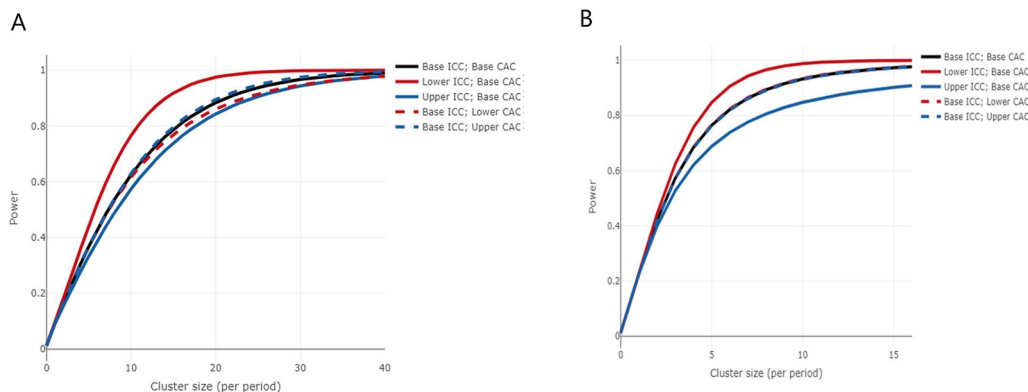 A
Power
1
0.8
0.6
0.4
0.2
0
0
10
20
30
40
Cluster size (per period)
Base ICC; Base CAC
Lower ICC; Base CAC
Upper ICC; Base CAC
Base ICC; Lower CAC
Base ICC; Upper CAC
B
Power
1
0.8
0.6
0.4
0.2
0
0
5
10
15
Cluster size (per period)
Base ICC; Base CAC
Lower ICC; Base CAC
Upper ICC; Base CAC
Base ICC; Lower CAC
Base ICC; Upper CAC